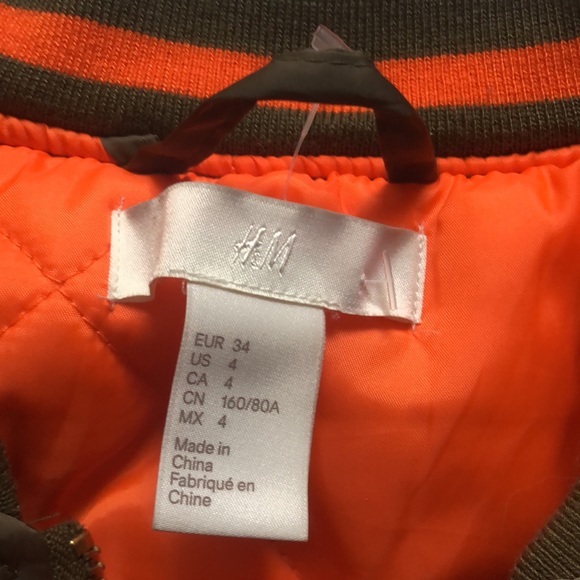 H&M
EUR 34
US 4
CA 4
CN 160/80A
MX 4
Made in
China
Fabriqué en
Chine